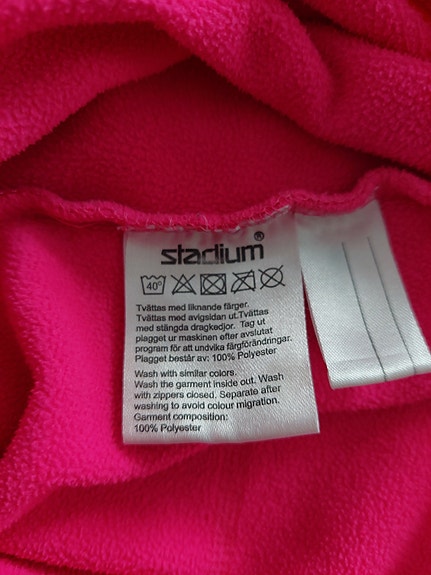 stadium®
40°
Tvättas med liknande färger.
Tvättas med avigsidan ut.Tvättas
med stängda dragkedjor. Tag ut
plagget ur maskinen efter avslutat
program för att undvika färgförändringar.
Plagget består av: 100% Polyester
Wash with similar colors.
Wash the garment inside out. Wash
with zippers closed. Separate after
washing to avoid colour migration.
Garment composition:
100% Polyester